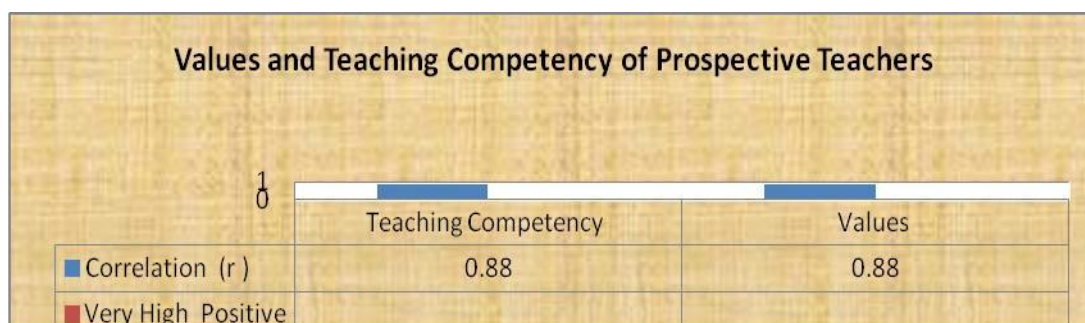 Values and Teaching Competency of Prospective Teachers
1
0
Teaching Competency Values
Correlation (r ) 0.88 0.88
Very High Positive